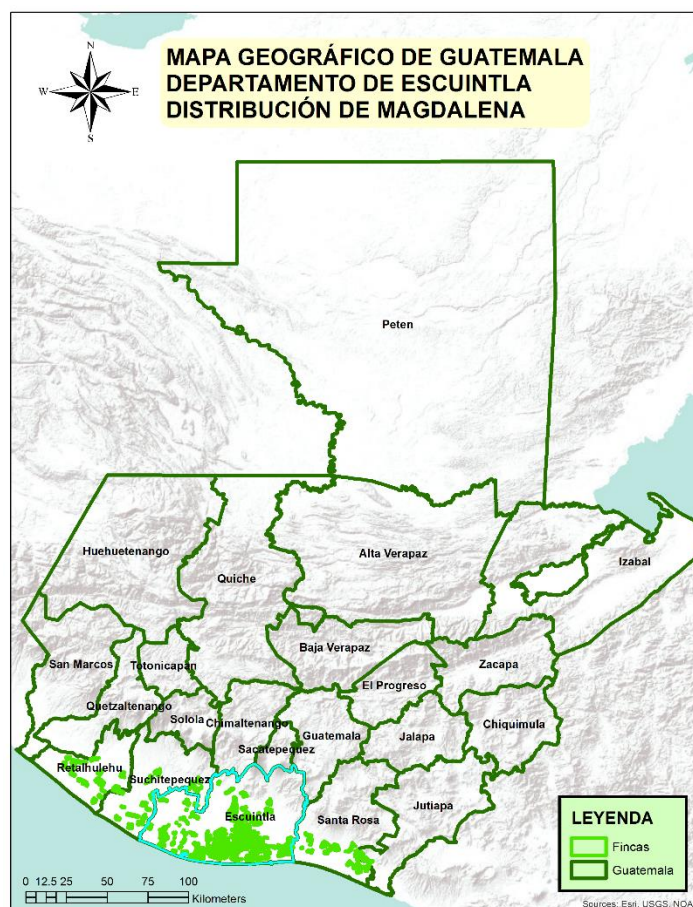 MAPA GEOGRÁFICO DE GUATEMALA
DEPARTAMENTO DE ESCUINTLA
DISTRIBUCIÓN DE MAGDALENA
N
W
E
S
Peten
Huehuetenango
Quiche
Alta Verapaz
Izabal
San Marcos
Totonicapán
Baja Verapaz
Zacapa
El Progreso
Quetzaltenango
Solola
Chimaltenango
Guatemala
Jalapa
Chiquimula
Sacatepequez
Retalhulehu
Suchitepequez
Escuintla
Santa Rosa
Jutiapa
LEYENDA
Fincas
Guatemala
0 12.5 25 50 75 100
Kilometers
Sources: Esri, USGS, NOA